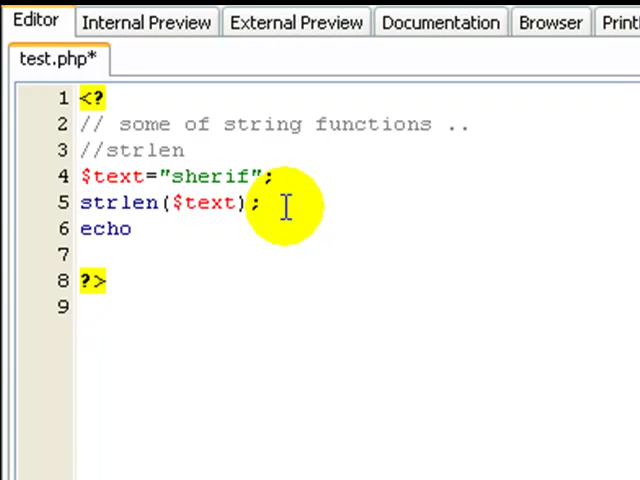 Editor Internal Preview External Preview Documentation Browser
test.php*
1 <?
2 // some of string functions ..
3 //strlen
4 $text="sherif";
5 strlen($text);
6 echo
7
8 ?>
9